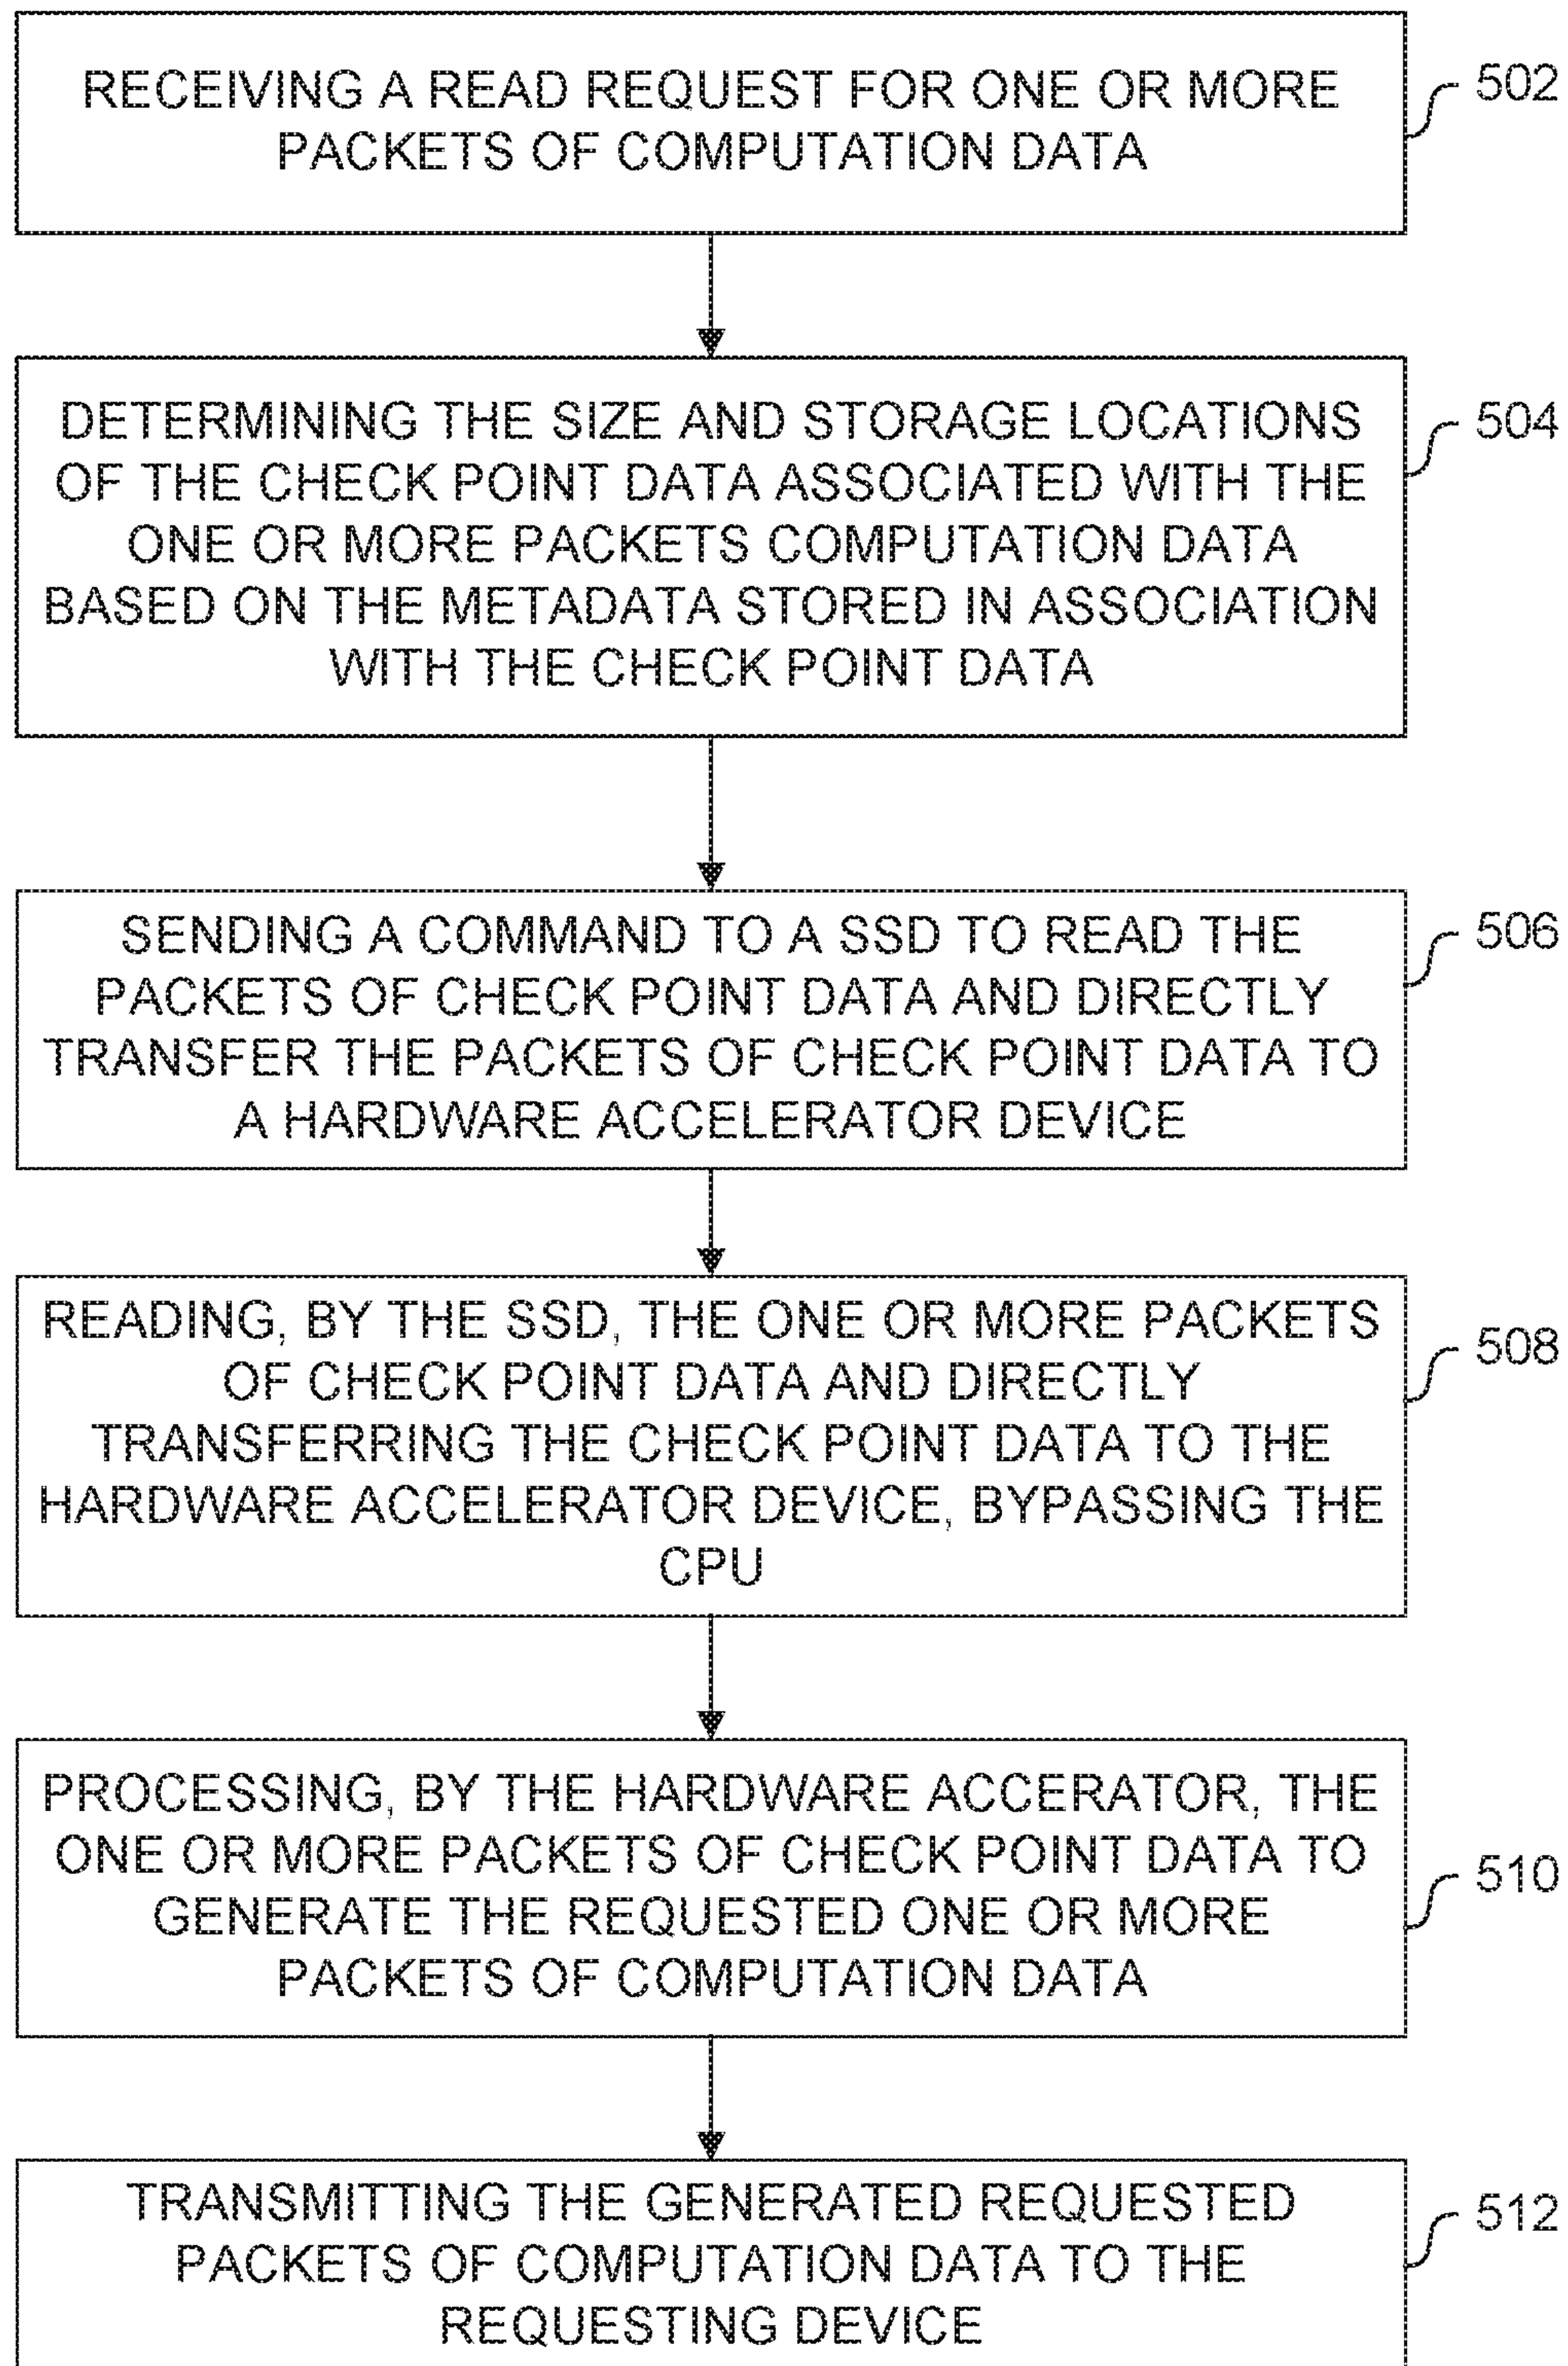 RECEIVING A READ REQUEST FOR ONE OR MORE
PACKETS OF COMPUTATION DATA
502
DETERMINING THE SIZE AND STORAGE LOCATIONS
OF THE CHECK POINT DATA ASSOCIATED WITH THE
ONE OR MORE PACKETS COMPUTATION DATA
BASED ON THE METADATA STORED IN ASSOCIATION
WITH THE CHECK POINT DATA
504
SENDING A COMMAND TO A SSD TO READ THE
PACKETS OF CHECK POINT DATA AND DIRECTLY
TRANSFER THE PACKETS OF CHECK POINT DATA TO
A HARDWARE ACCELERATOR DEVICE
506
READING, BY THE SSD, THE ONE OR MORE PACKETS
OF CHECK POINT DATA AND DIRECTLY
TRANSFERRING THE CHECK POINT DATA TO THE
HARDWARE ACCELERATOR DEVICE, BYPASSING THE
CPU
508
PROCESSING, BY THE HARDWARE ACCERATOR, THE
ONE OR MORE PACKETS OF CHECK POINT DATA TO
GENERATE THE REQUESTED ONE OR MORE
PACKETS OF COMPUTATION DATA
510
TRANSMITTING THE GENERATED REQUESTED
PACKETS OF COMPUTATION DATA TO THE
REQUESTING DEVICE
512